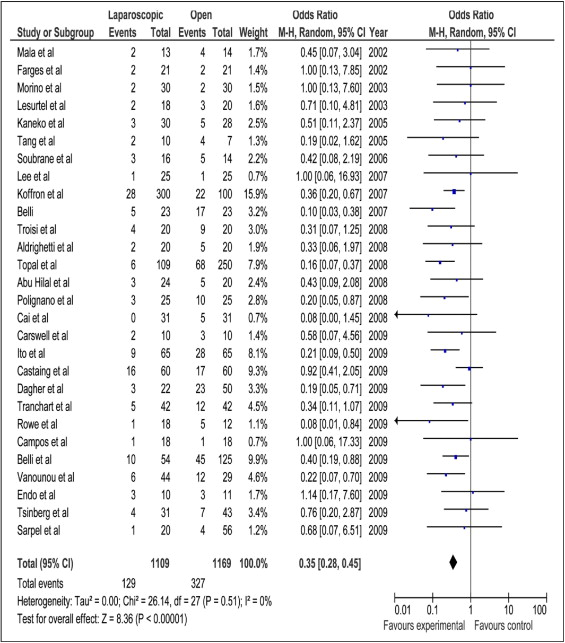 Laparoscopic Open Odds Ratio Odds Ratio
Study or Subgroup Events Total Events Total Weight M-H, Random, 95% CI Year M-H, Random, 95% CI
Mala et al 2 13 4 14 1.7% 0.45 [0.07, 3.04] 2002
Farges et al 2 21 2 21 1.4% 1.00 [0.13, 7.85] 2002
Morino et al 2 30 2 30 1.4% 1.00 [0.13, 7.60] 2003
Lesurtel et al 2 18 3 20 1.6% 0.71 [0.10, 4.81] 2003
Kaneko et al 3 30 5 28 2.5% 0.51 [0.11, 2.37] 2005
Tang et al 2 10 4 7 1.3% 0.19 [0.02, 1.62] 2005
Soubrane et al 3 16 5 14 2.2% 0.42 [0.08, 2.19] 2006
Lee et al 1 25 1 25 0.7% 1.00 [0.06, 16.93] 2007
Koffron et al 28 300 22 100 15.9% 0.36 [0.20, 0.67] 2007
Belli 5 23 17 23 3.3% 0.10 [0.03, 0.38] 2007
Troisi et al 4 20 9 20 2.9% 0.31 [0.07, 1.25] 2008
Aldrighetti et al 2 20 5 20 1.9% 0.33 [0.06, 1.97] 2008
Topal et al 6 109 68 250 7.9% 0.16 [0.07, 0.37] 2008
Abu Hilal et al 3 24 5 20 2.4% 0.43 [0.09, 2.08] 2008
Polignano et al 3 25 10 25 2.8% 0.20 [0.05, 0.87] 2008
Cai et al 0 31 5 31 0.7% 0.08 [0.00, 1.45] 2008
Carswell et al 2 10 3 10 1.4% 0.58 [0.07, 4.56] 2009
Ito et al 9 65 28 65 8.1% 0.21 [0.09, 0.50] 2009
Castaing et al 16 60 17 60 9.1% 0.92 [0.41, 2.05] 2009
Dagher et al 3 22 23 50 3.4% 0.19 [0.05, 0.71] 2009
Tranchart et al 5 42 12 42 4.4% 0.34 [0.11, 1.07] 2009
Rowe et al 1 18 5 12 1.1% 0.08 [0.01, 0.84] 2009
Campos et al 1 18 1 18 0.7% 1.00 [0.06, 17.33] 2009
Belli et al 10 54 45 125 9.9% 0.40 [0.19, 0.88] 2009
Vanounou et al 6 44 12 29 4.5% 0.22 [0.07, 0.70] 2009
Endo et al 3 10 3 11 1.7% 1.14 [0.17, 7.60] 2009
Tsinberg et al 4 31 7 43 3.4% 0.76 [0.20, 2.87] 2009
Sarpel et al 1 20 4 56 1.2% 0.68 [0.07, 6.51] 2009
Total (95% CI) 1109 1169 100.0% 0.35 [0.28, 0.45]
Total events 129 327
Heterogeneity: Tau² = 0.00; Chi² = 26.14, df = 27 (P = 0.51); I² = 0%
Test for overall effect: Z = 8.36 (P < 0.00001)
0.01 0.1 1 10 100
Favours experimental Favours control